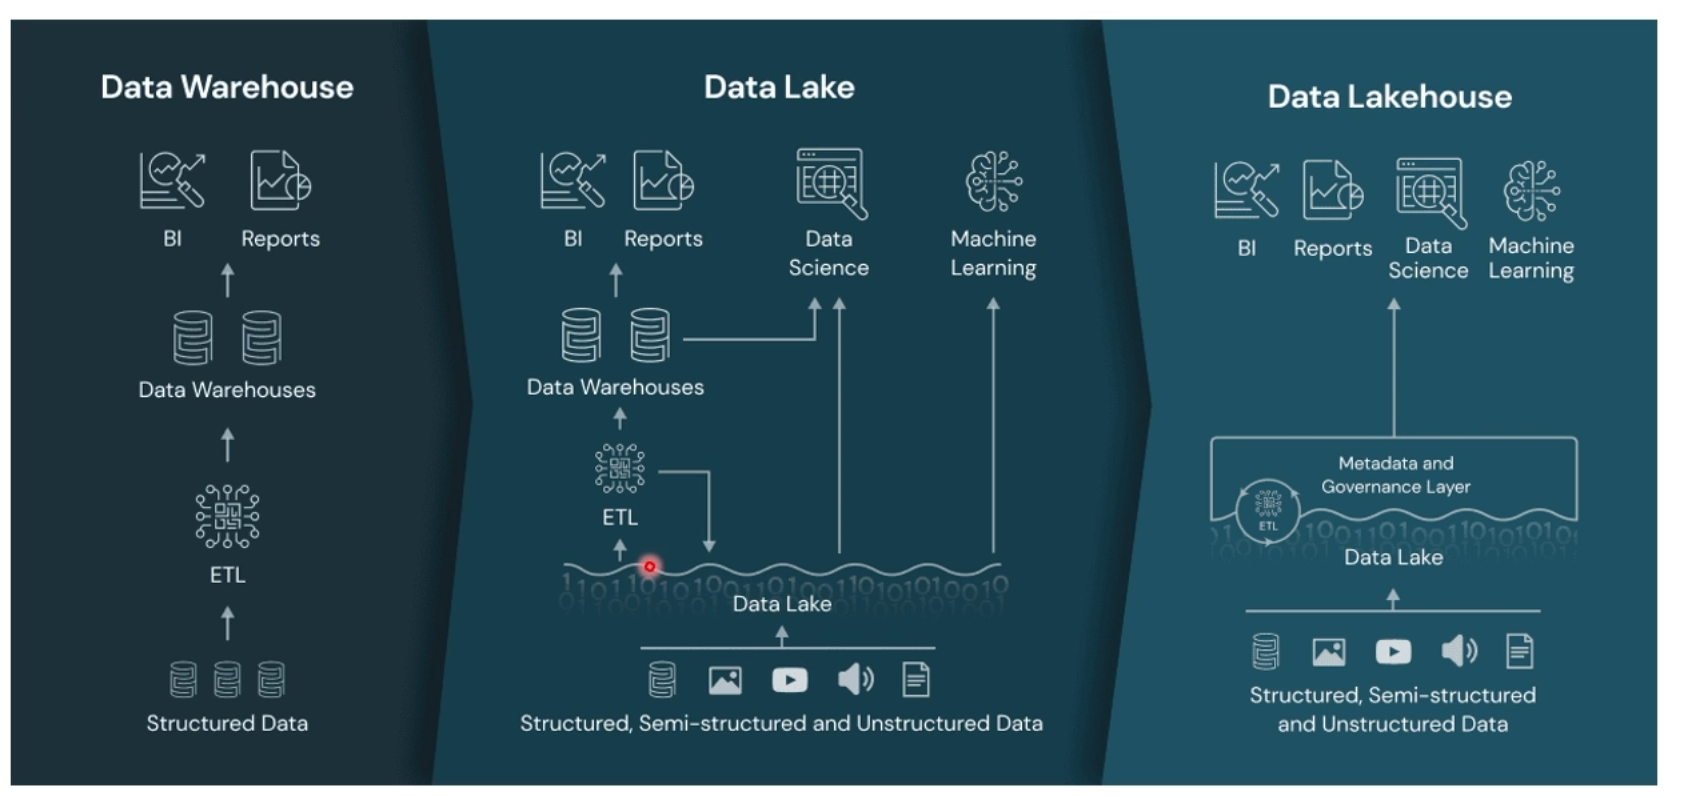 Data Warehouse
BI
Reports
Data Warehouses
ETL
Structured Data
Data Lake
BI
Reports
Data
Science
Machine
Learning
Data Warehouses
ETL
Data Lake
Structured, Semi-structured and Unstructured Data
Data Lakehouse
BI
Reports
Data
Science
Machine
Learning
Metadata and
Governance Layer
ETL
Data Lake
Structured, Semi-structured
and Unstructured Data